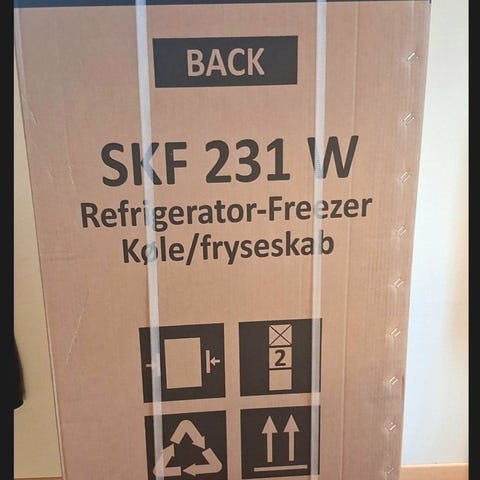 BACK
SKF 231 W
Refrigerator-Freezer
Køle/fryseskab
2